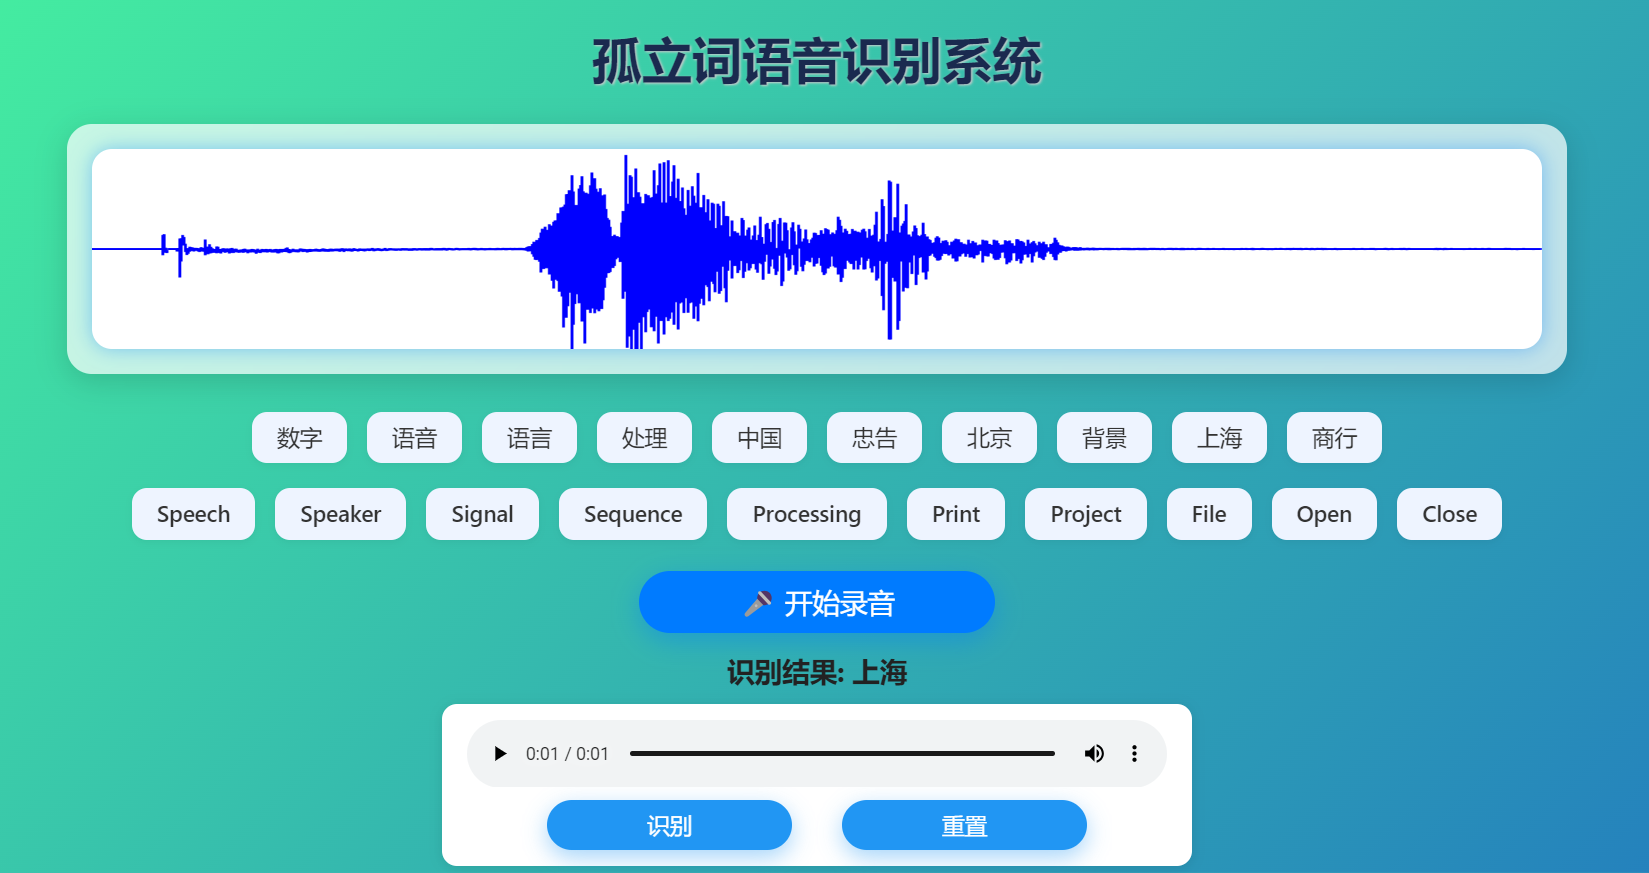 孤立词语音识别系统
数字 语音 语言 处理 中国 忠告 北京 背景 上海 商行
Speech Speaker Signal Sequence Processing Print Project File Open Close
🎤 开始录音
识别结果: 上海
0:01 / 0:01
识别 重置